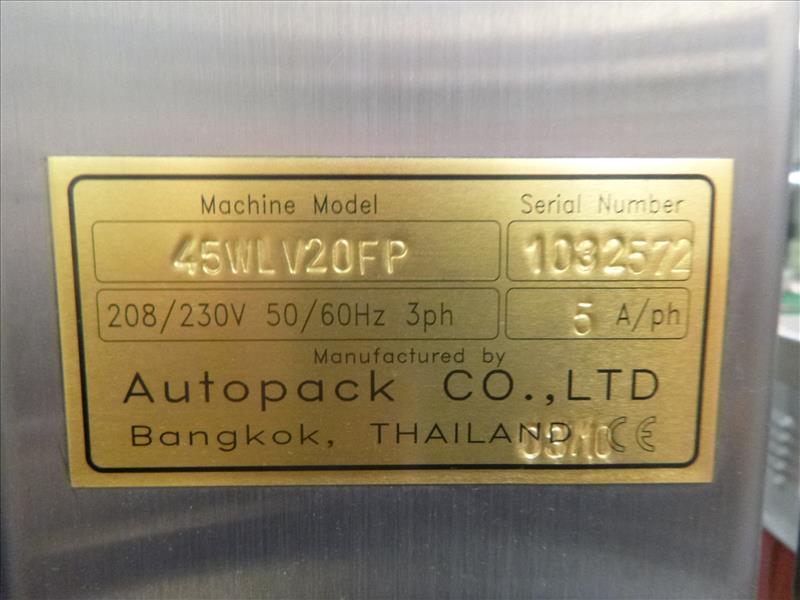 Machine Model Serial Number
45WLV20FP 1032572
208/230V 50/60Hz 3ph 5 A/ph
Manufactured by
Autopack CO.,LTD
Bangkok, THAILAND CE